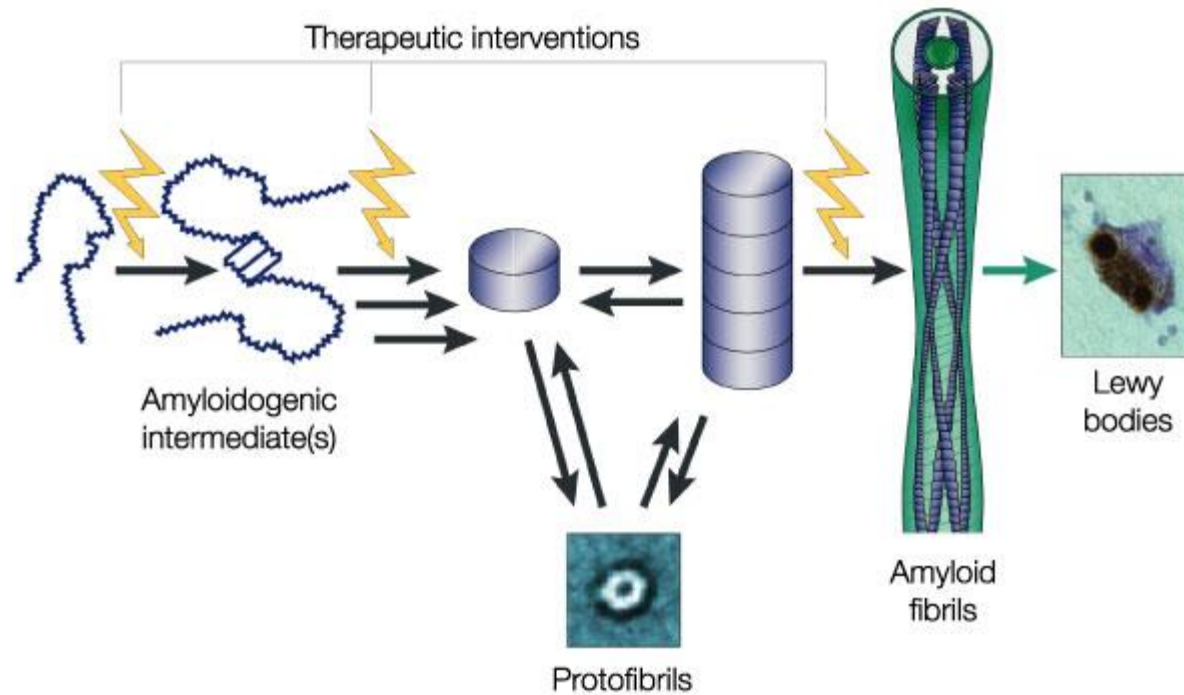 Therapeutic interventions
Amyloidogenic
intermediate(s)
Lewy
bodies
Amyloid
fibrils
Protofibrils